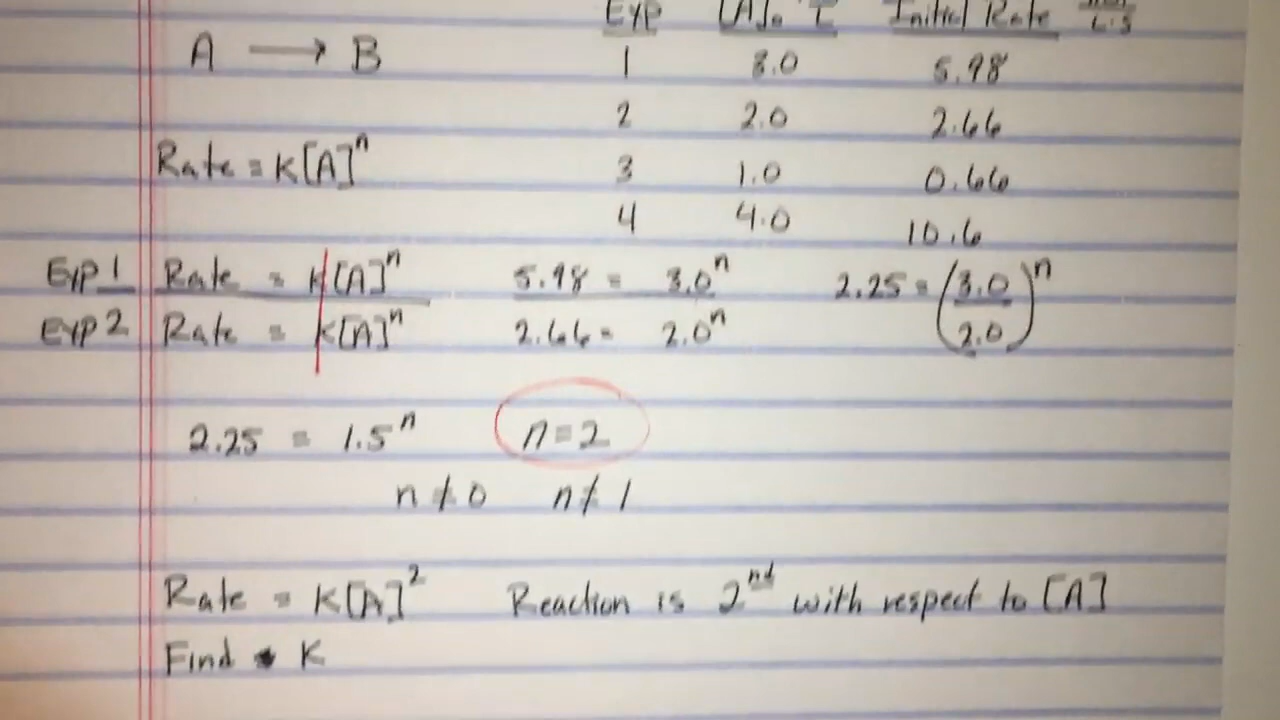 Exp [A]₀ Initial Rate
A → B
1 3.0 5.98
2 2.0 2.66
Rate = K[A]ⁿ
3 1.0 0.66
4 4.0 10.6
Exp 1 Rate = K[A]ⁿ 5.98 = 3.0ⁿ 2.25 = (3.0/2.0)ⁿ
Exp 2 Rate = K[A]ⁿ 2.66 = 2.0ⁿ
2.25 = 1.5ⁿ n = 2
n ≠ 0 n ≠ 1
Rate = K[A]² Reaction is 2nd with respect to [A]
Find K